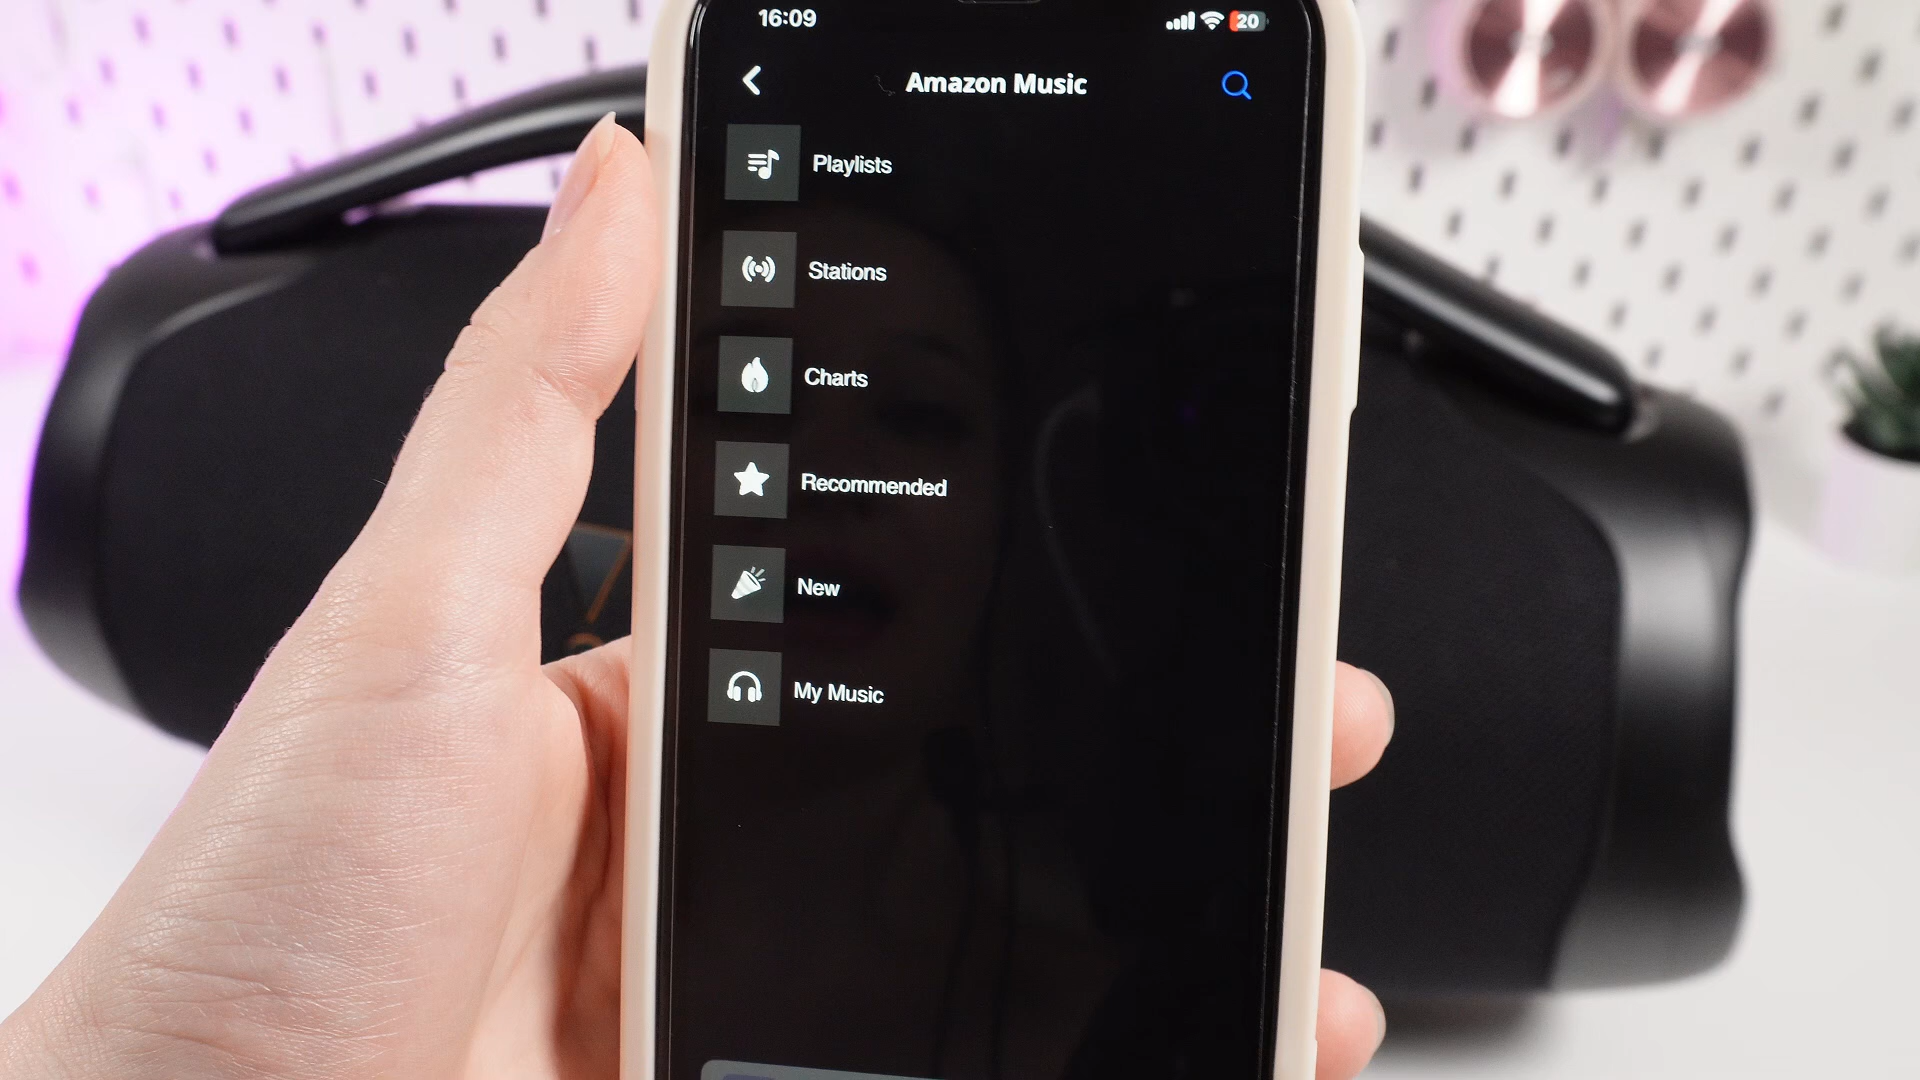 16:09
20
Amazon Music
Playlists
Stations
Charts
Recommended
New
My Music